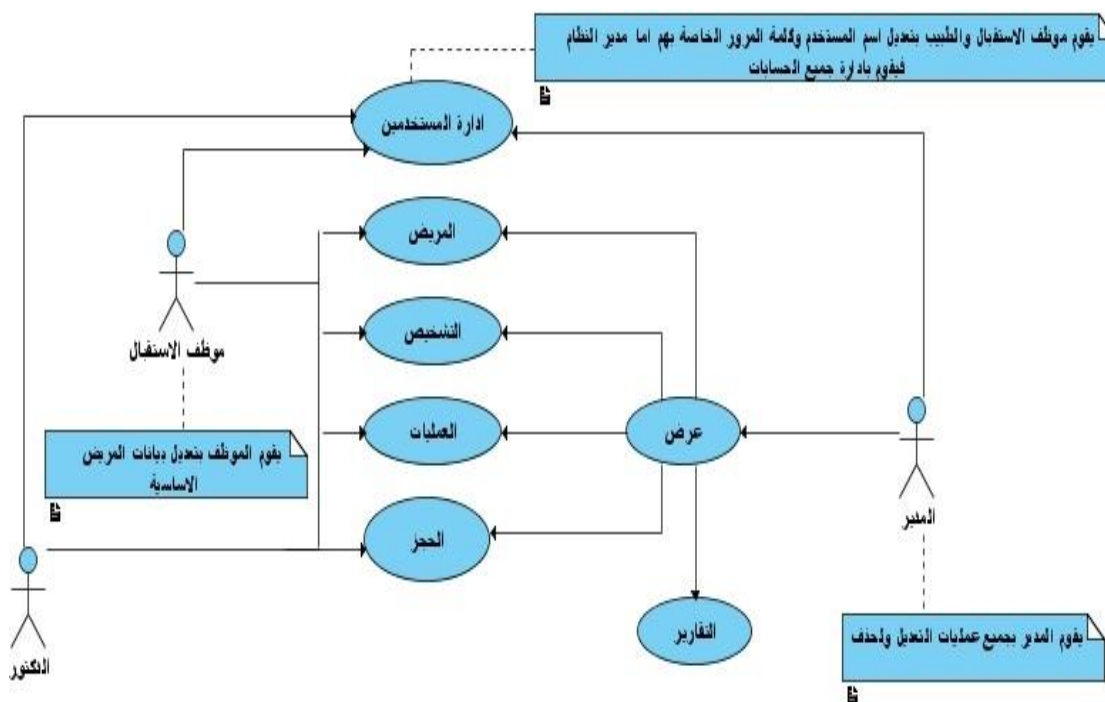 يقوم موظف الاستقبال والطبيب بتعديل اسم المستخدم وكلمة المرور الخاصة بهم اما مدير النظام
فيقوم بادارة جميع الحسابات
ادارة المستخدمين
المريض
موظف الاستقبال
التشخيص
عرض
العمليات
يقوم الموظف بتعديل بيانات المريض
الاساسية
المدير
الحجز
التقارير
يقوم المدير بجميع عمليات التعديل ولحذف
الدكتور